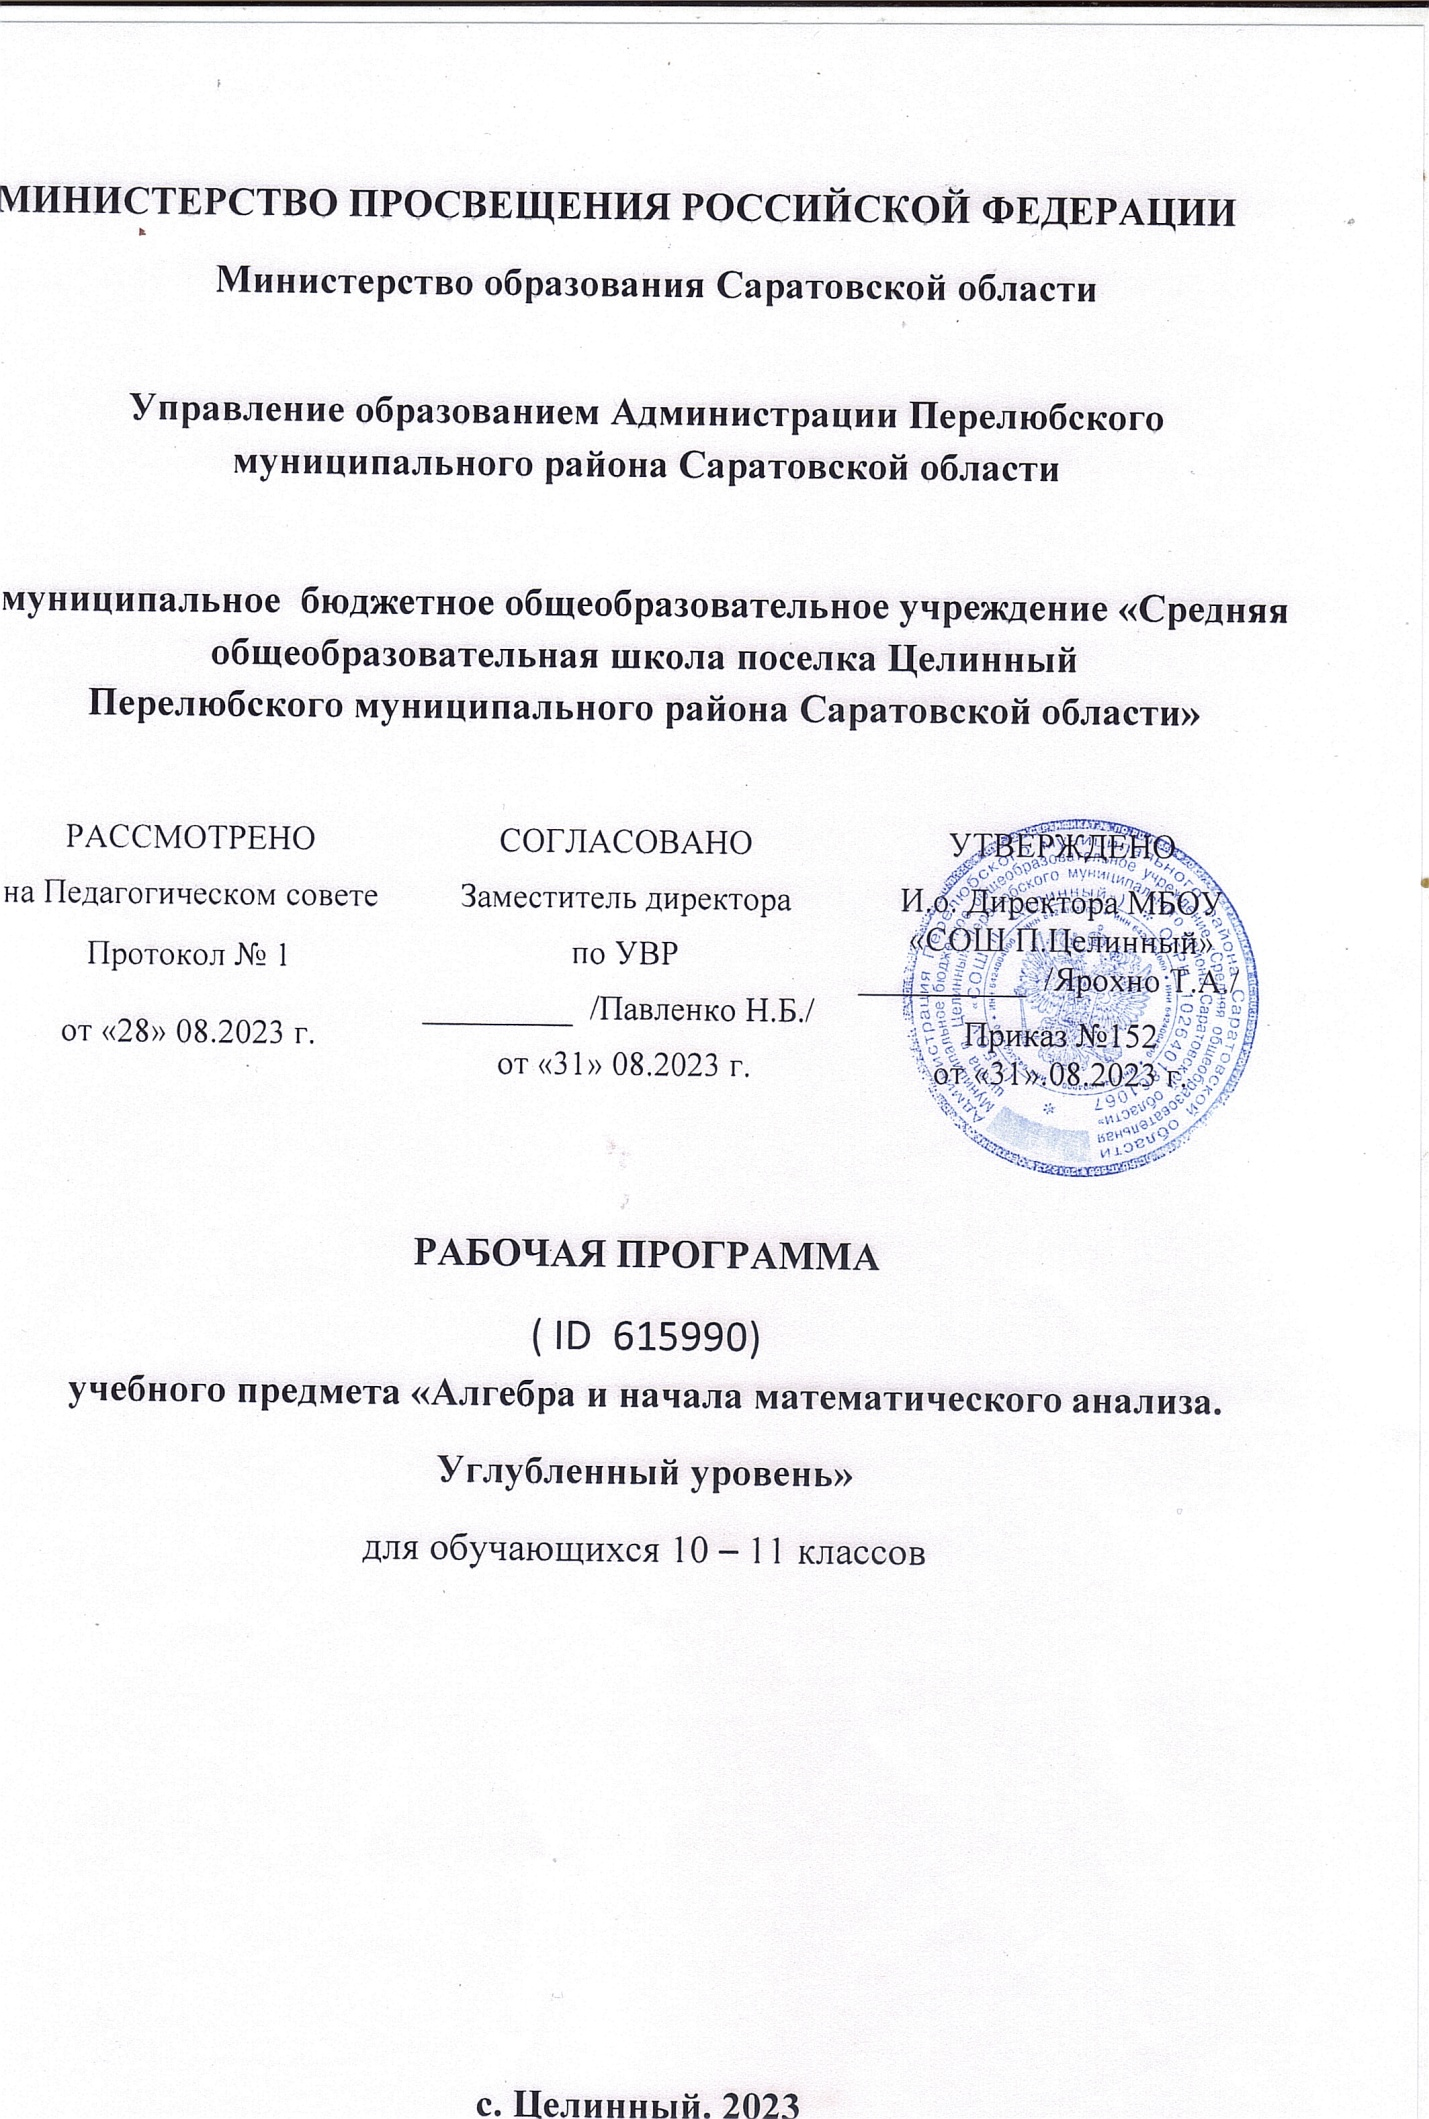 МИНИСТЕРСТВО ПРОСВЕЩЕНИЯ РОССИЙСКОЙ ФЕДЕРАЦИИ
Министерство образования Саратовской области
Управление образованием Администрации Перелюбского
муниципального района Саратовской области
муниципальное бюджетное общеобразовательное учреждение «Средняя
общеобразовательная школа поселка Целинный
Перелюбского муниципального района Саратовской области»
РАССМОТРЕНО
на Педагогическом совете
Протокол № 1
от «28» 08.2023 г.
СОГЛАСОВАНО
Заместитель директора
по УВР
_________ /Павленко Н.Б./
от «31» 08.2023 г.
УТВЕРЖДЕНО
И.о. Директора МБОУ
«СОШ П.Целинный»
__________ /Ярохно Т.А./
Приказ №152
от «31».08.2023 г.
РАБОЧАЯ ПРОГРАММА
( ID 615990)
учебного предмета «Алгебра и начала математического анализа.
Углубленный уровень»
для обучающихся 10 – 11 классов
с. Целинный. 2023